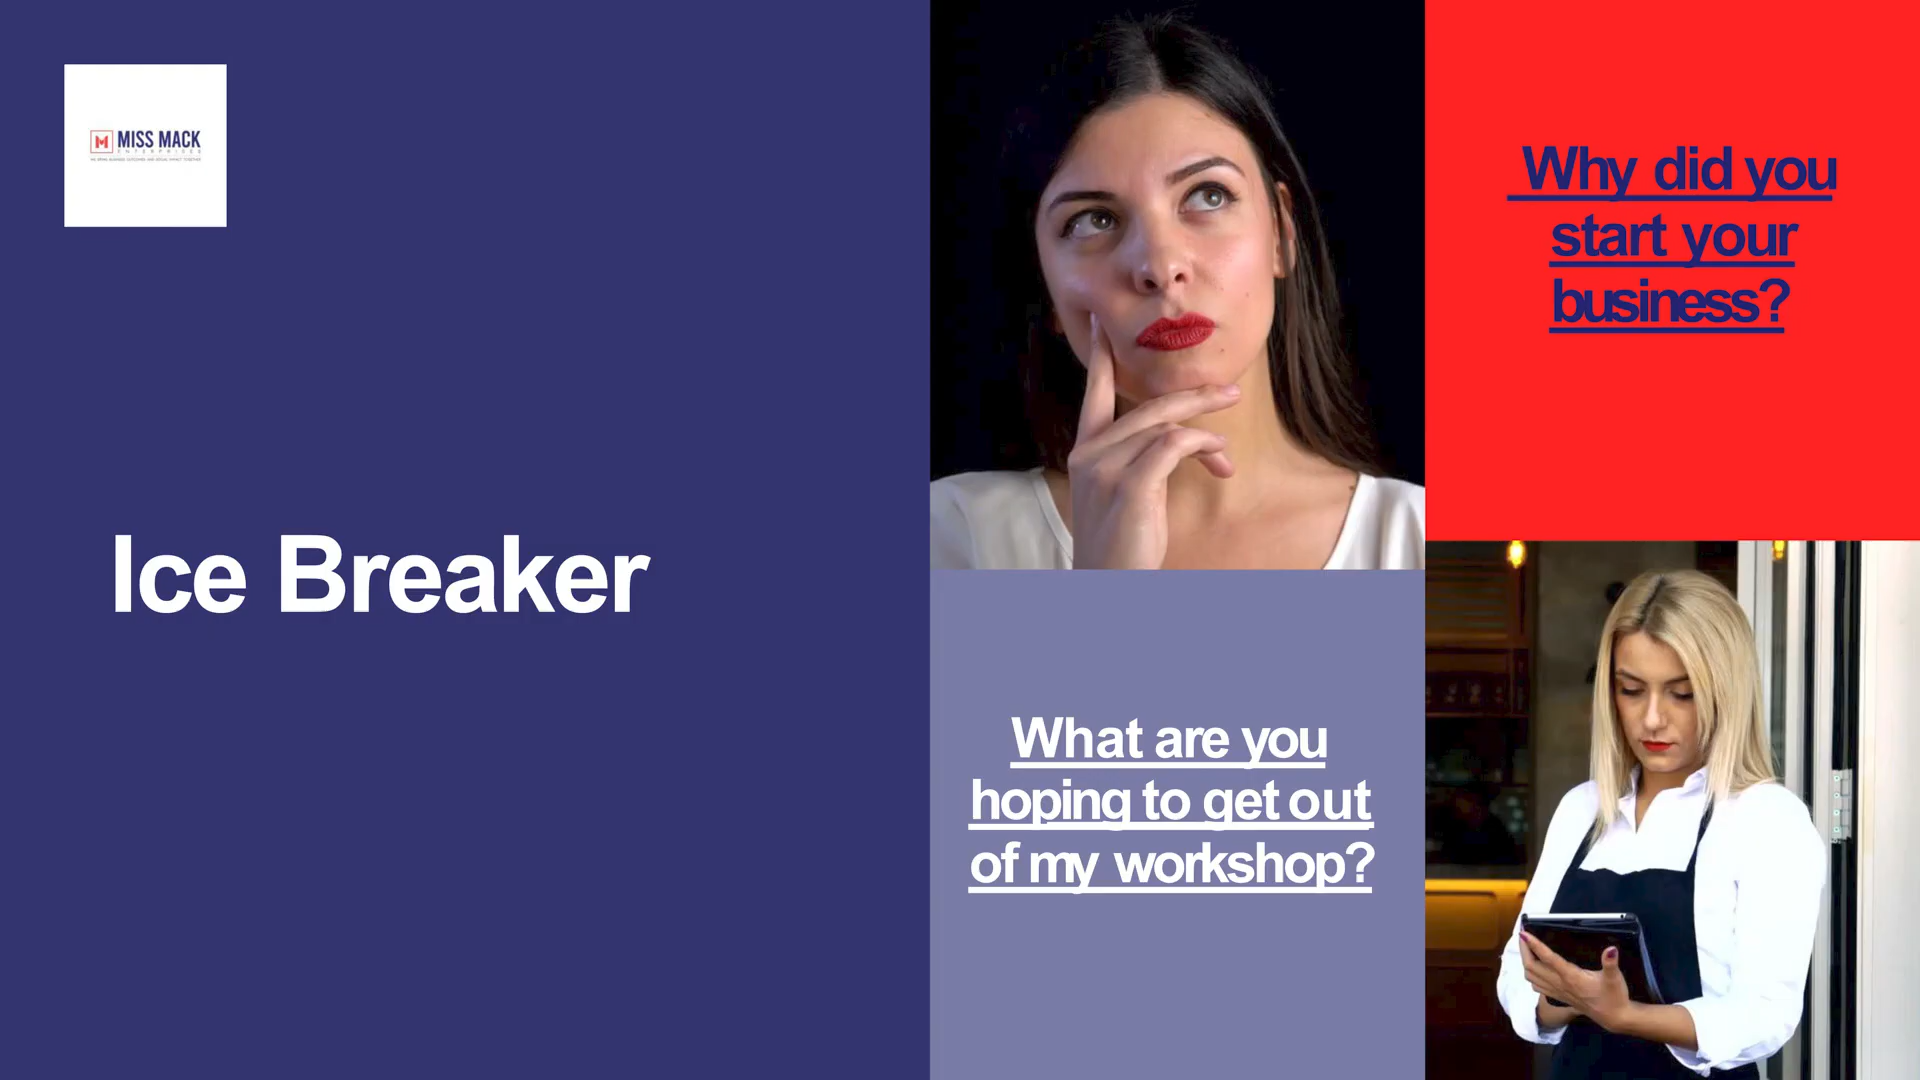 MISS MACK
ENTERPRISES
Ice Breaker
Why did you
start your
business?
What are you
hoping to get out
of my workshop?